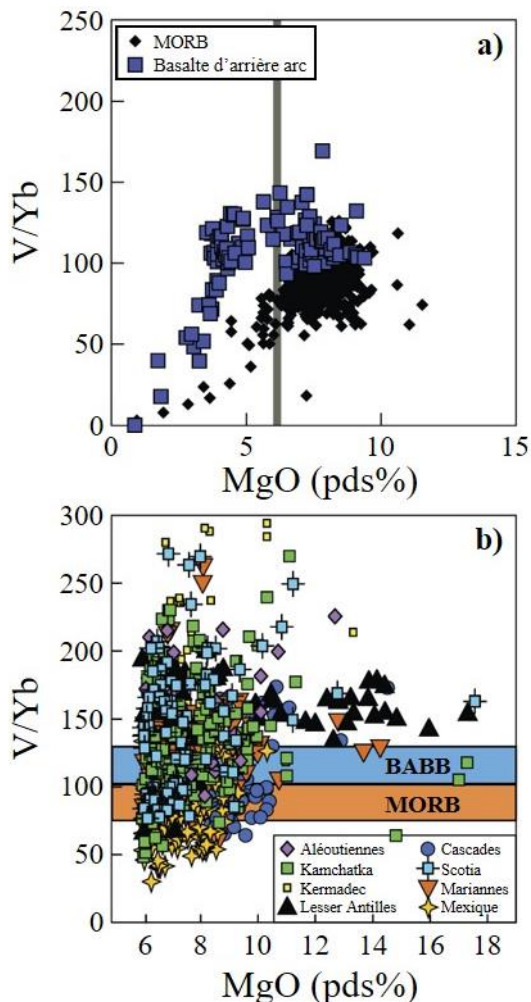 250
200
150
100
50
0
V/Yb
MORB
Basalte d'arrière arc
a)
0 5 10 15
MgO (pds%)
300
250
200
150
100
50
0
V/Yb
b)
BABB
MORB
Aléoutiennes Cascades
Kamchatka Scotia
Kermadec Mariannes
Lesser Antilles Mexique
6 8 10 12 14 16 18
MgO (pds%)